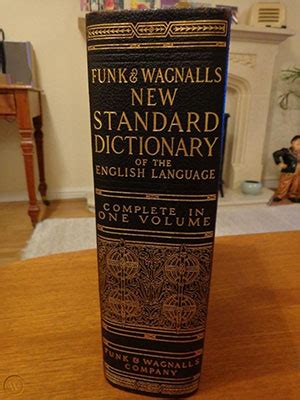 FUNK & WAGNALLS
NEW
STANDARD
DICTIONARY
OF THE
ENGLISH LANGUAGE
COMPLETE IN
ONE VOLUME
FUNK & WAGNALLS
COMPANY